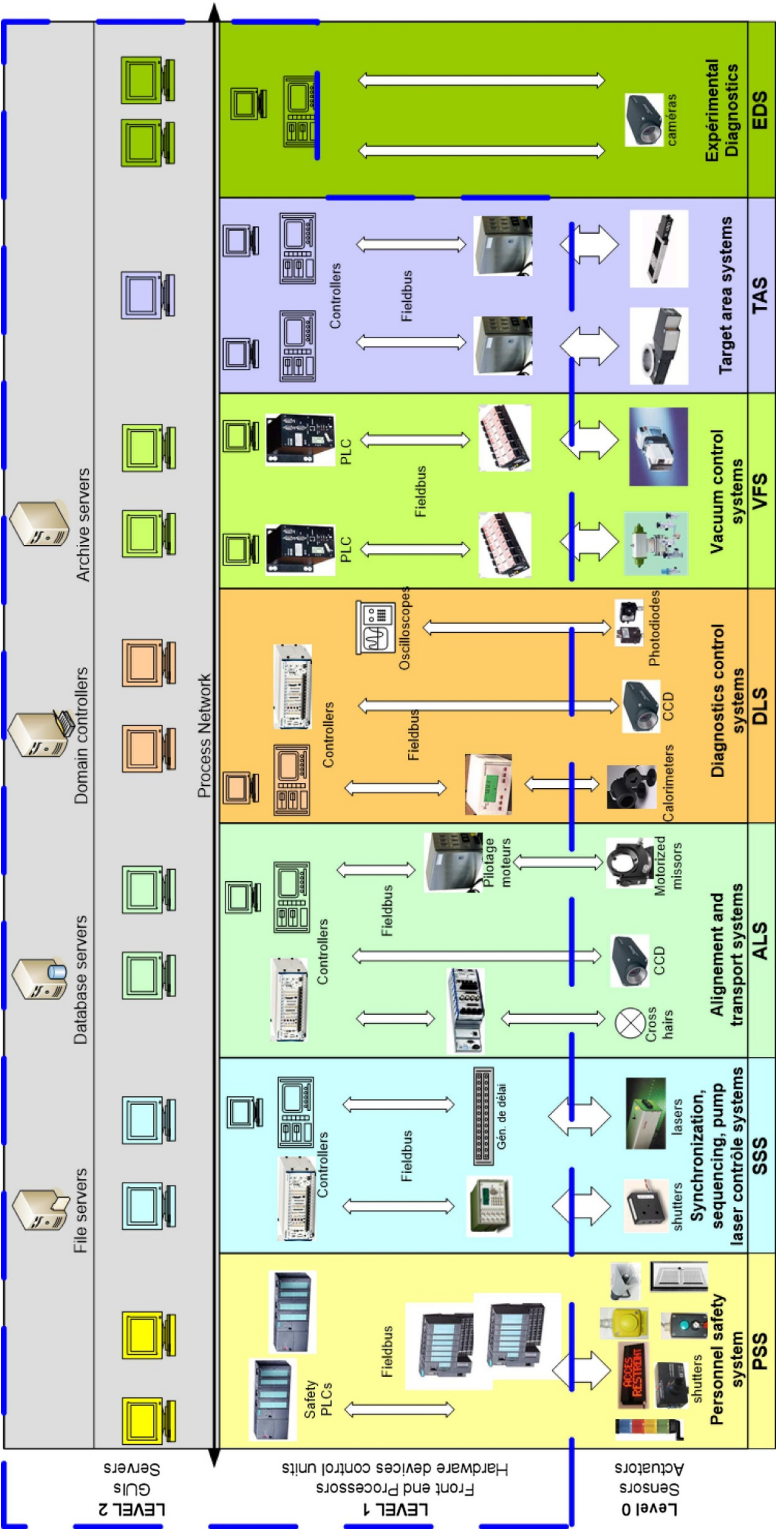 File servers
Database servers
Domain controllers
Archive servers
LEVEL 2
GUIs
Servers
Process Network
LEVEL 1
Front end Processors
Hardware devices control units
Level 0
Sensors
Actuators
Safety
PLCs
Fieldbus
ACCES
RESTREINT
shutters
Personnel safety
system
PSS
Controllers
Fieldbus
Gén. de délai
shutters
lasers
Synchronization,
sequencing, pump
laser contrôle systems
SSS
Controllers
Fieldbus
Pilotage
moteurs
Cross
hairs
CCD
Motorized
missors
Alignement and
transport systems
ALS
Controllers
Oscilloscopes
Fieldbus
Calorimeters
CCD
Photodiodes
Diagnostics control
systems
DLS
PLC
PLC
Fieldbus
Vacuum control
systems
VFS
Controllers
Fieldbus
Target area systems
TAS
caméras
Expérimental
Diagnostics
EDS